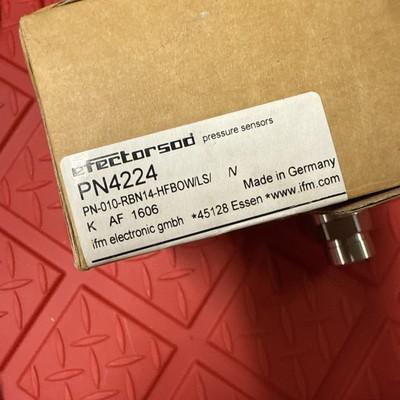 efector500 pressure sensors
PN4224
PN-010-RBN14-HFBOW/LS/ /V
K AF 1606 Made in Germany
ifm electronic gmbh *45128 Essen *www.ifm.com